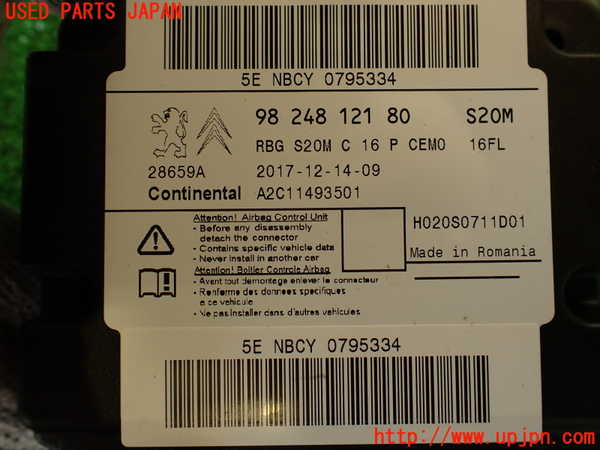 USED PARTS JAPAN
5E NBCY 0795334
98 248 121 80 S20M
RBG S20M C 16 P CEMO 16FL
28659A 2017-12-14-09
Continental A2C11493501
Attention! Airbag Control Unit
- Before any disassembly
detach the connector
- Contains specific vehicle data
- Never install in another car
Attention! Boîtier Controle Airbag
- Avant tout demontage enlever le connecteur
- Renferme des donnees specifiques
a ce vehicule
- Ne pas installer dans d'autres vahicules
H020S0711D01
Made in Romania
5E NBCY 0795334
http://www.upjpn.com/